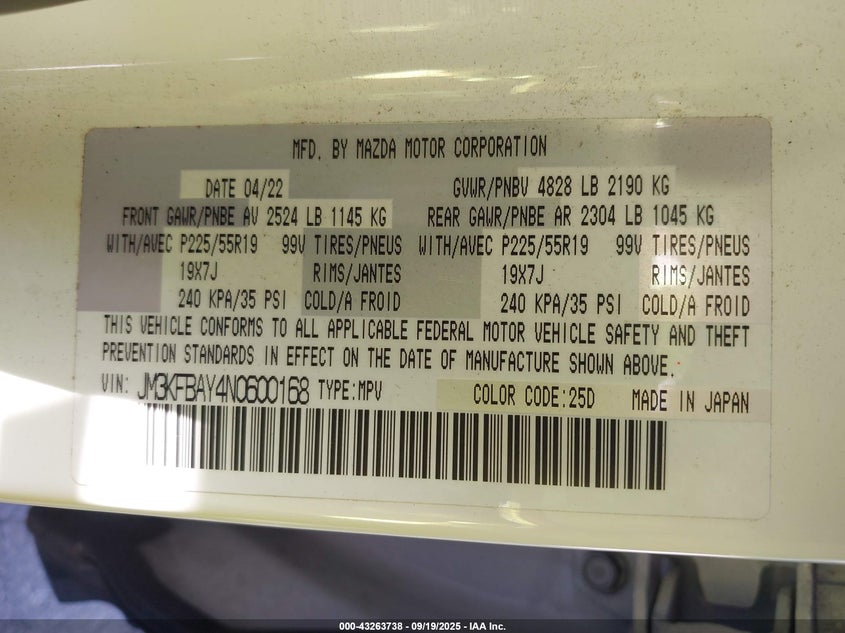 MFD. BY MAZDA MOTOR CORPORATION
DATE 04/22 GVWR/PNBV 4828 LB 2190 KG
FRONT GAWR/PNBE AV 2524 LB 1145 KG REAR GAWR/PNBE AR 2304 LB 1045 KG
WITH/AVEC P225/55R19 99V TIRES/PNEUS WITH/AVEC P225/55R19 99V TIRES/PNEUS
19X7J RIMS/JANTES 19X7J RIMS/JANTES
240 KPA/35 PSI COLD/A FROID 240 KPA/35 PSI COLD/A FROID
THIS VEHICLE CONFORMS TO ALL APPLICABLE FEDERAL MOTOR VEHICLE SAFETY AND THEFT
PREVENTION STANDARDS IN EFFECT ON THE DATE OF MANUFACTURE SHOWN ABOVE.
VIN: JM3KFBAY4N0600168 TYPE:MPV COLOR CODE:25D MADE IN JAPAN
000-43263738 - 09/19/2025 - IAA Inc.